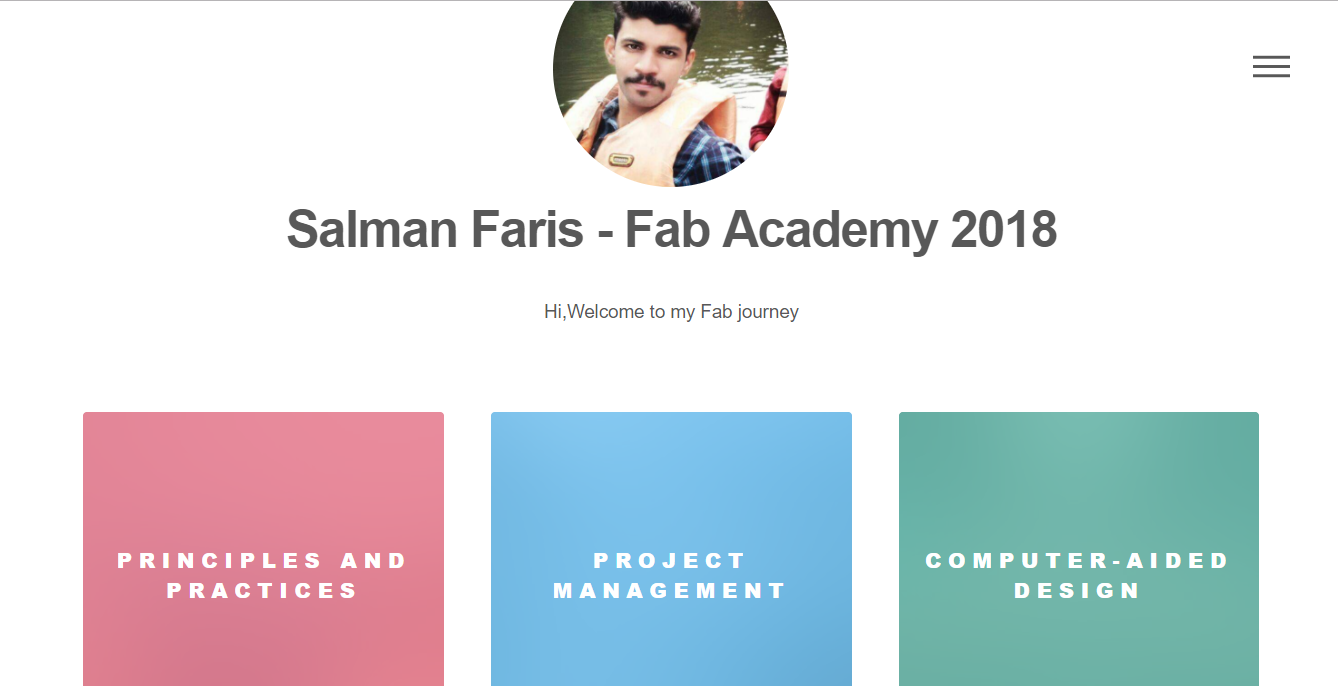 Salman Faris - Fab Academy 2018
Hi,Welcome to my Fab journey
PRINCIPLES AND
PRACTICES
PROJECT
MANAGEMENT
COMPUTER-AIDED
DESIGN